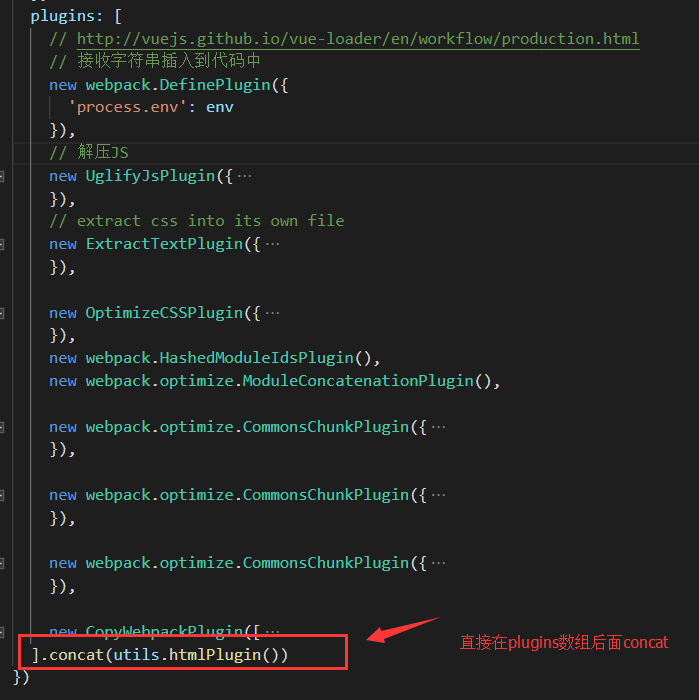 plugins: [
// http://vuejs.github.io/vue-loader/en/workflow/production.html
// 接收字符串插入到代码中
new webpack.DefinePlugin({
'process.env': env
}),
// 解压JS
new UglifyJsPlugin({ ···
}),
// extract css into its own file
new ExtractTextPlugin({ ···
}),
new OptimizeCSSPlugin({ ···
}),
new webpack.HashedModuleIdsPlugin(),
new webpack.optimize.ModuleConcatenationPlugin(),
new webpack.optimize.CommonsChunkPlugin({ ···
}),
new webpack.optimize.CommonsChunkPlugin({ ···
}),
new webpack.optimize.CommonsChunkPlugin({ ···
}),
new CopyWebpackPlugin([ ···
].concat(utils.htmlPlugin())
直接在plugins数组后面concat
})